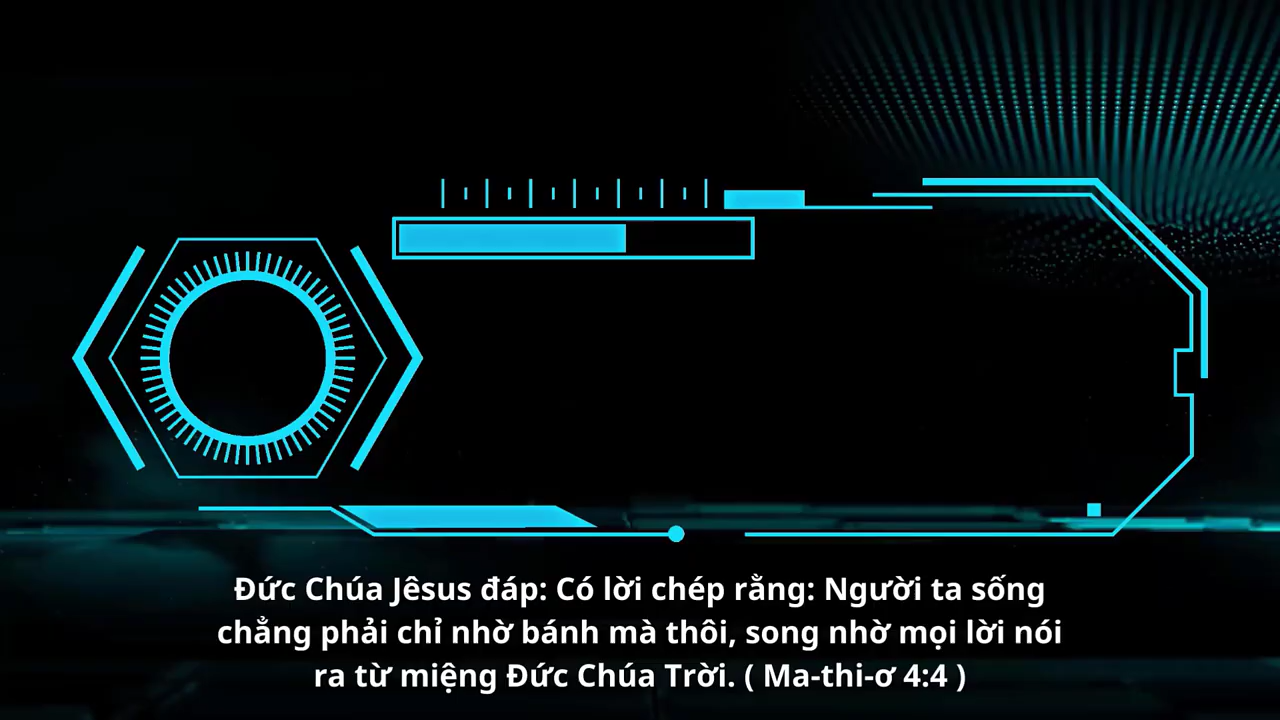 Đức Chúa Jêsus đáp: Có lời chép rằng: Người ta sống
chẳng phải chỉ nhờ bánh mà thôi, song nhờ mọi lời nói
ra từ miệng Đức Chúa Trời. ( Ma-thi-ơ 4:4 )